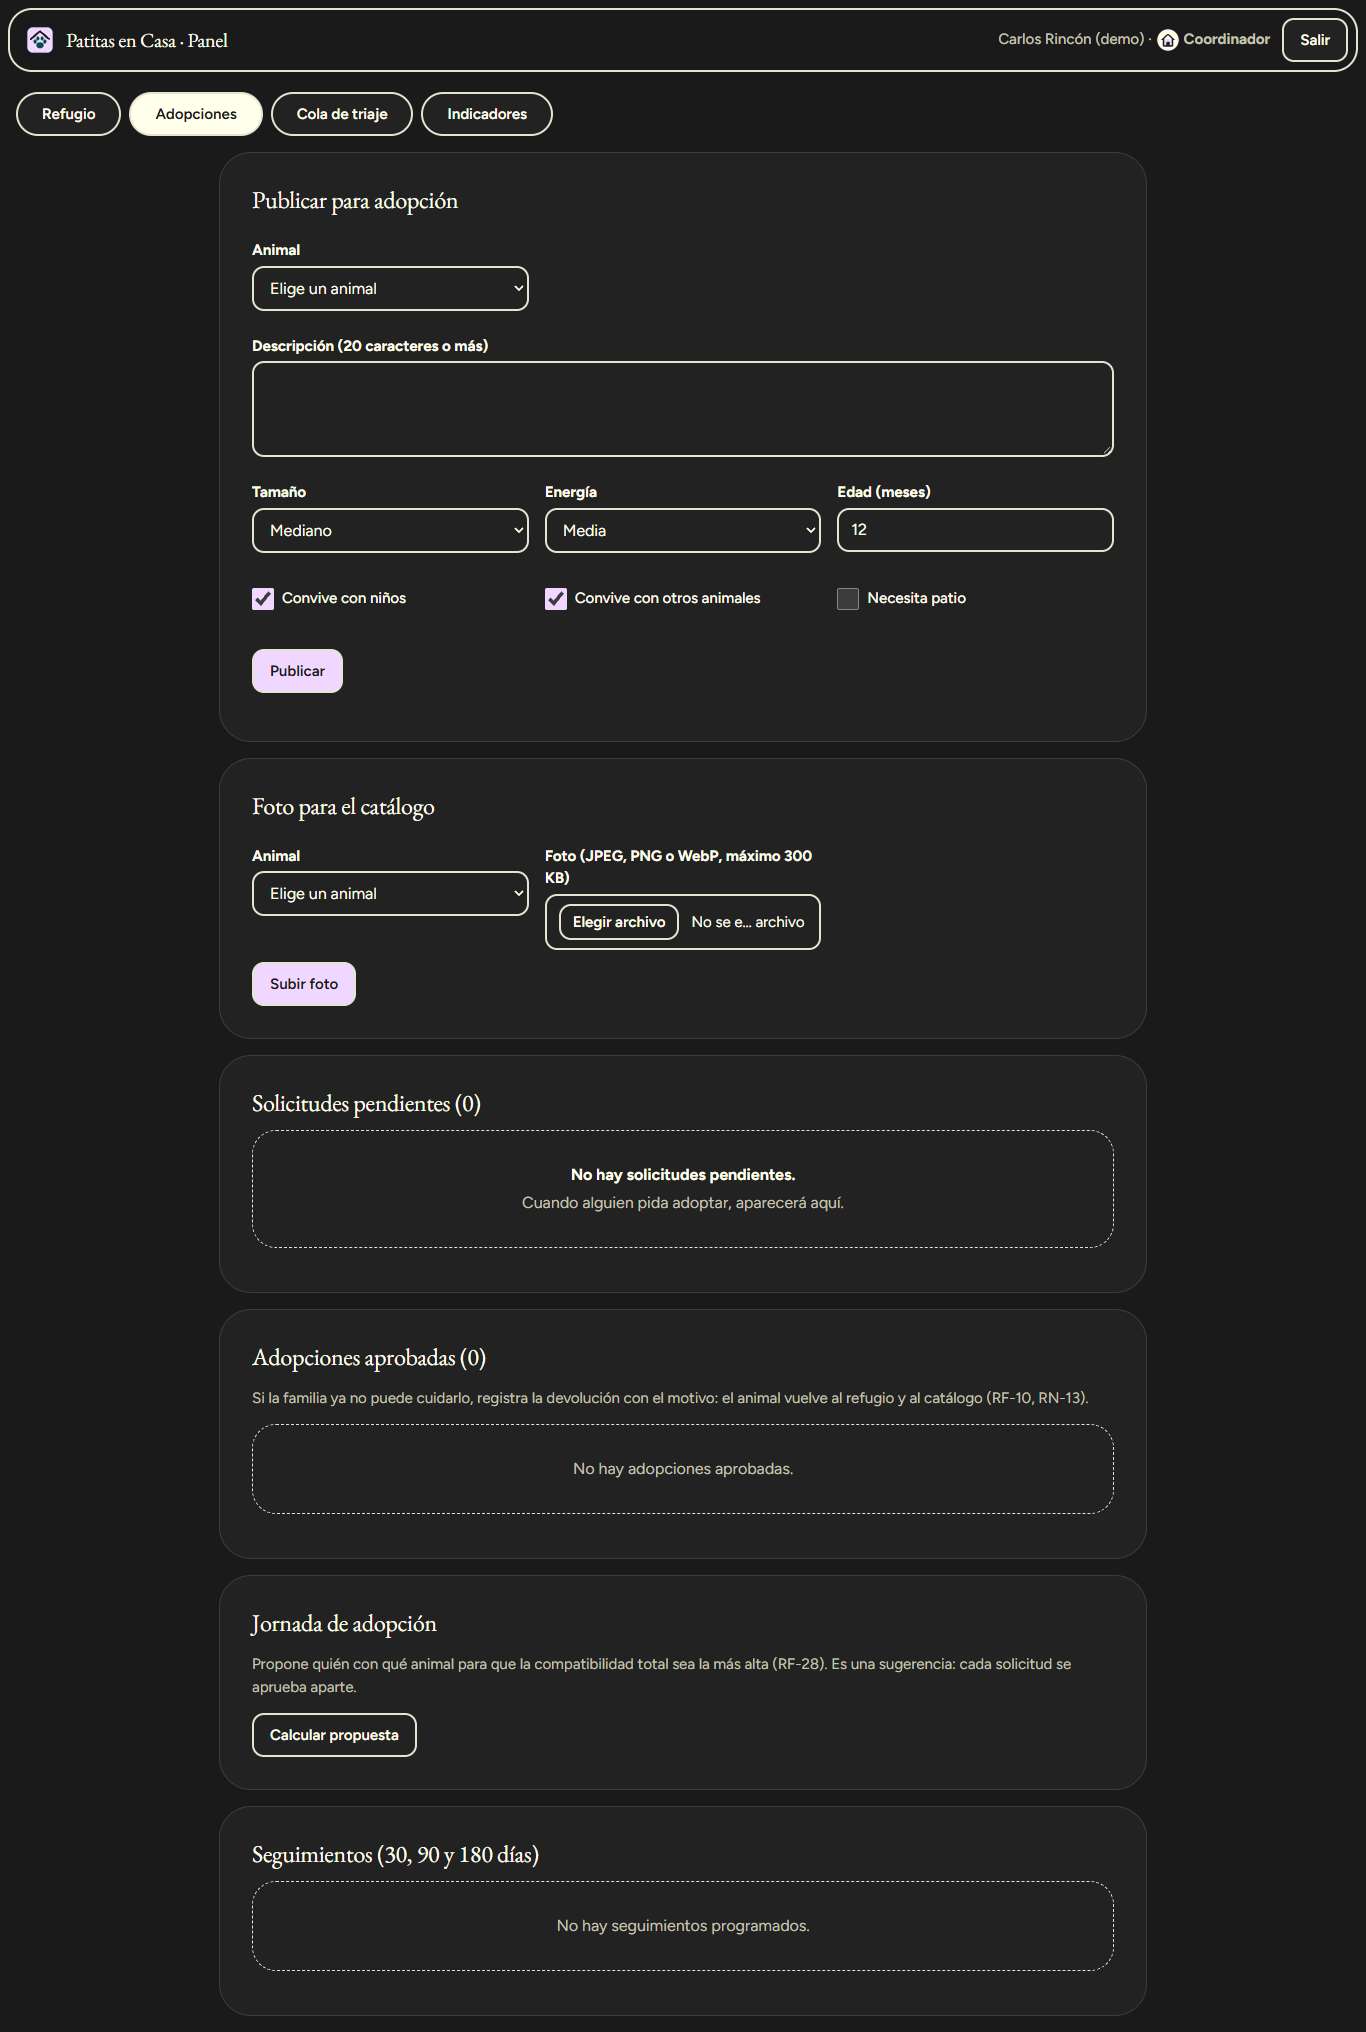 Patitas en Casa · Panel
Carlos Rincón (demo) · Coordinador
Salir
Refugio
Adopciones
Cola de triaje
Indicadores
Publicar para adopción
Animal
Elige un animal
Descripción (20 caracteres o más)
Tamaño
Energía
Edad (meses)
Mediano
Media
12
Convive con niños
Convive con otros animales
Necesita patio
Publicar
Foto para el catálogo
Animal
Elige un animal
Foto (JPEG, PNG o WebP, máximo 300
KB)
Elegir archivo
No se e... archivo
Subir foto
Solicitudes pendientes (0)
No hay solicitudes pendientes.
Cuando alguien pida adoptar, aparecerá aquí.
Adopciones aprobadas (0)
Si la familia ya no puede cuidarlo, registra la devolución con el motivo: el animal vuelve al refugio y al catálogo (RF-10, RN-13).
No hay adopciones aprobadas.
Jornada de adopción
Propone quién con qué animal para que la compatibilidad total sea la más alta (RF-28). Es una sugerencia: cada solicitud se
aprueba aparte.
Calcular propuesta
Seguimientos (30, 90 y 180 días)
No hay seguimientos programados.